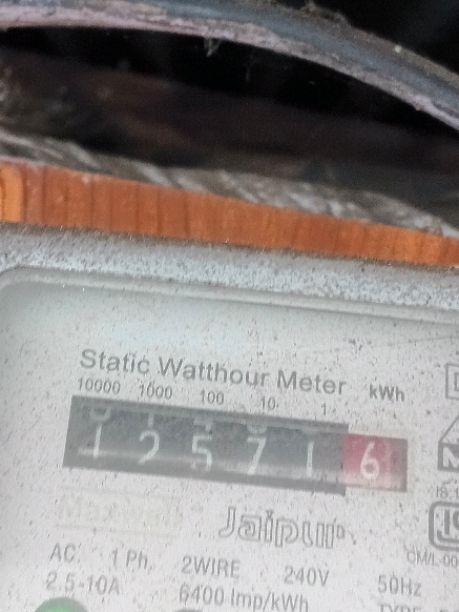 Static Watthour Meter kWh
10000 1000 100 10 1
1 2 5 7 1 6
Jaipur
AC 1 Ph, 2WIRE 240V 50Hz
2.5-10A 6400 Imp/kWh